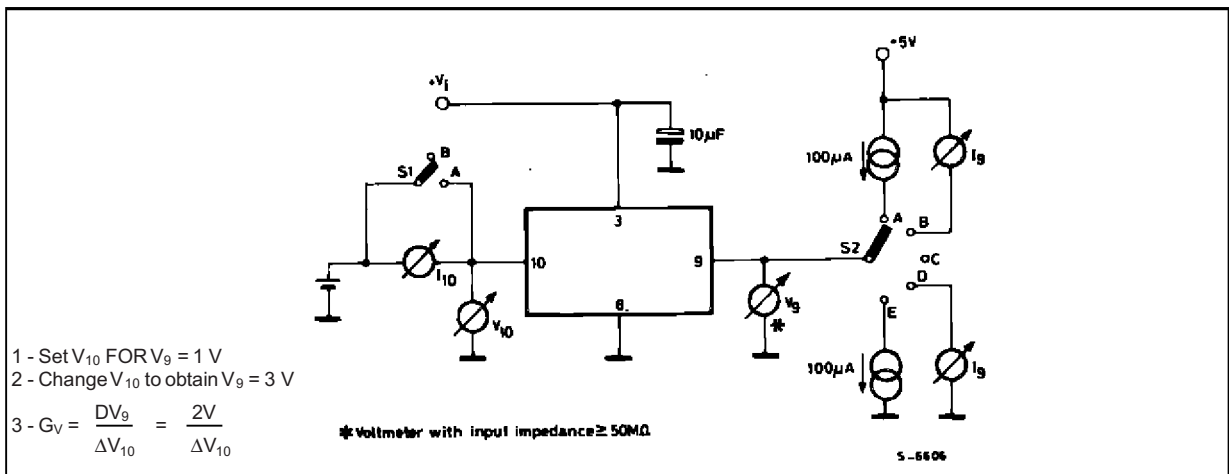 +5V
+Vi
10µF
100µA
I9
B
S1
A
A
B
3
S2
C
10
9
D
I10
V9
*
E
V10
6.
1 - Set V10 FOR V9 = 1 V
2 - Change V10 to obtain V9 = 3 V
100µA
I9
3 - GV = DV9 / ΔV10 = 2V / ΔV10
* Voltmeter with input impedance ≥ 50MΩ
S-6606